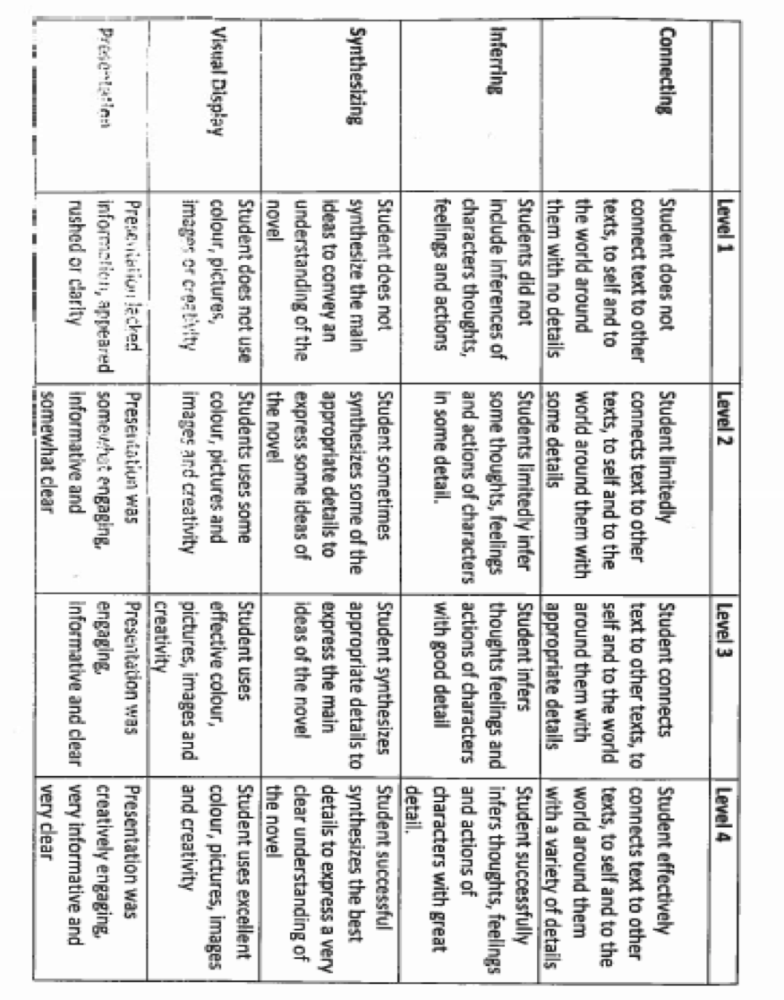 Level 1
Level 2
Level 3
Level 4
Connecting
Student does not
connect text to other
texts, to self and to
the world around
them with no details
Student limitedly
connects text to other
texts, to self and to the
world around them with
some details
Student connects
text to other texts, to
self and to the world
around them with
appropriate details
Student effectively
connects text to other
texts, to self and to the
world around them
with a variety of details
Inferring
Students did not
include inferences of
characters thoughts,
feelings and actions
Students limitedly infer
some thoughts, feelings
and actions of characters
in some detail.
Student infers
thoughts feelings and
actions of characters
with good detail
Student successfully
infers thoughts, feelings
and actions of
characters with great
detail.
Synthesizing
Student does not
synthesize the main
ideas to convey an
understanding of the
novel
Student sometimes
synthesizes some of the
appropriate details to
express some ideas of
the novel
Student synthesizes
appropriate details to
express the main
ideas of the novel
Student successful
synthesizes the best
details to express a very
clear understanding of
the novel
Visual Display
Student does not use
colour, pictures,
images or creativity
Students uses some
colour, pictures and
images and creativity
Student uses
effective colour,
pictures, images and
creativity
Student uses excellent
colour, pictures, images
and creativity
Presentation
Presentation lacked
information, appeared
rushed or clarity
Presentation was
somewhat engaging,
informative and
somewhat clear
Presentation was
engaging,
informative and clear
Presentation was
creatively engaging,
very informative and
very clear